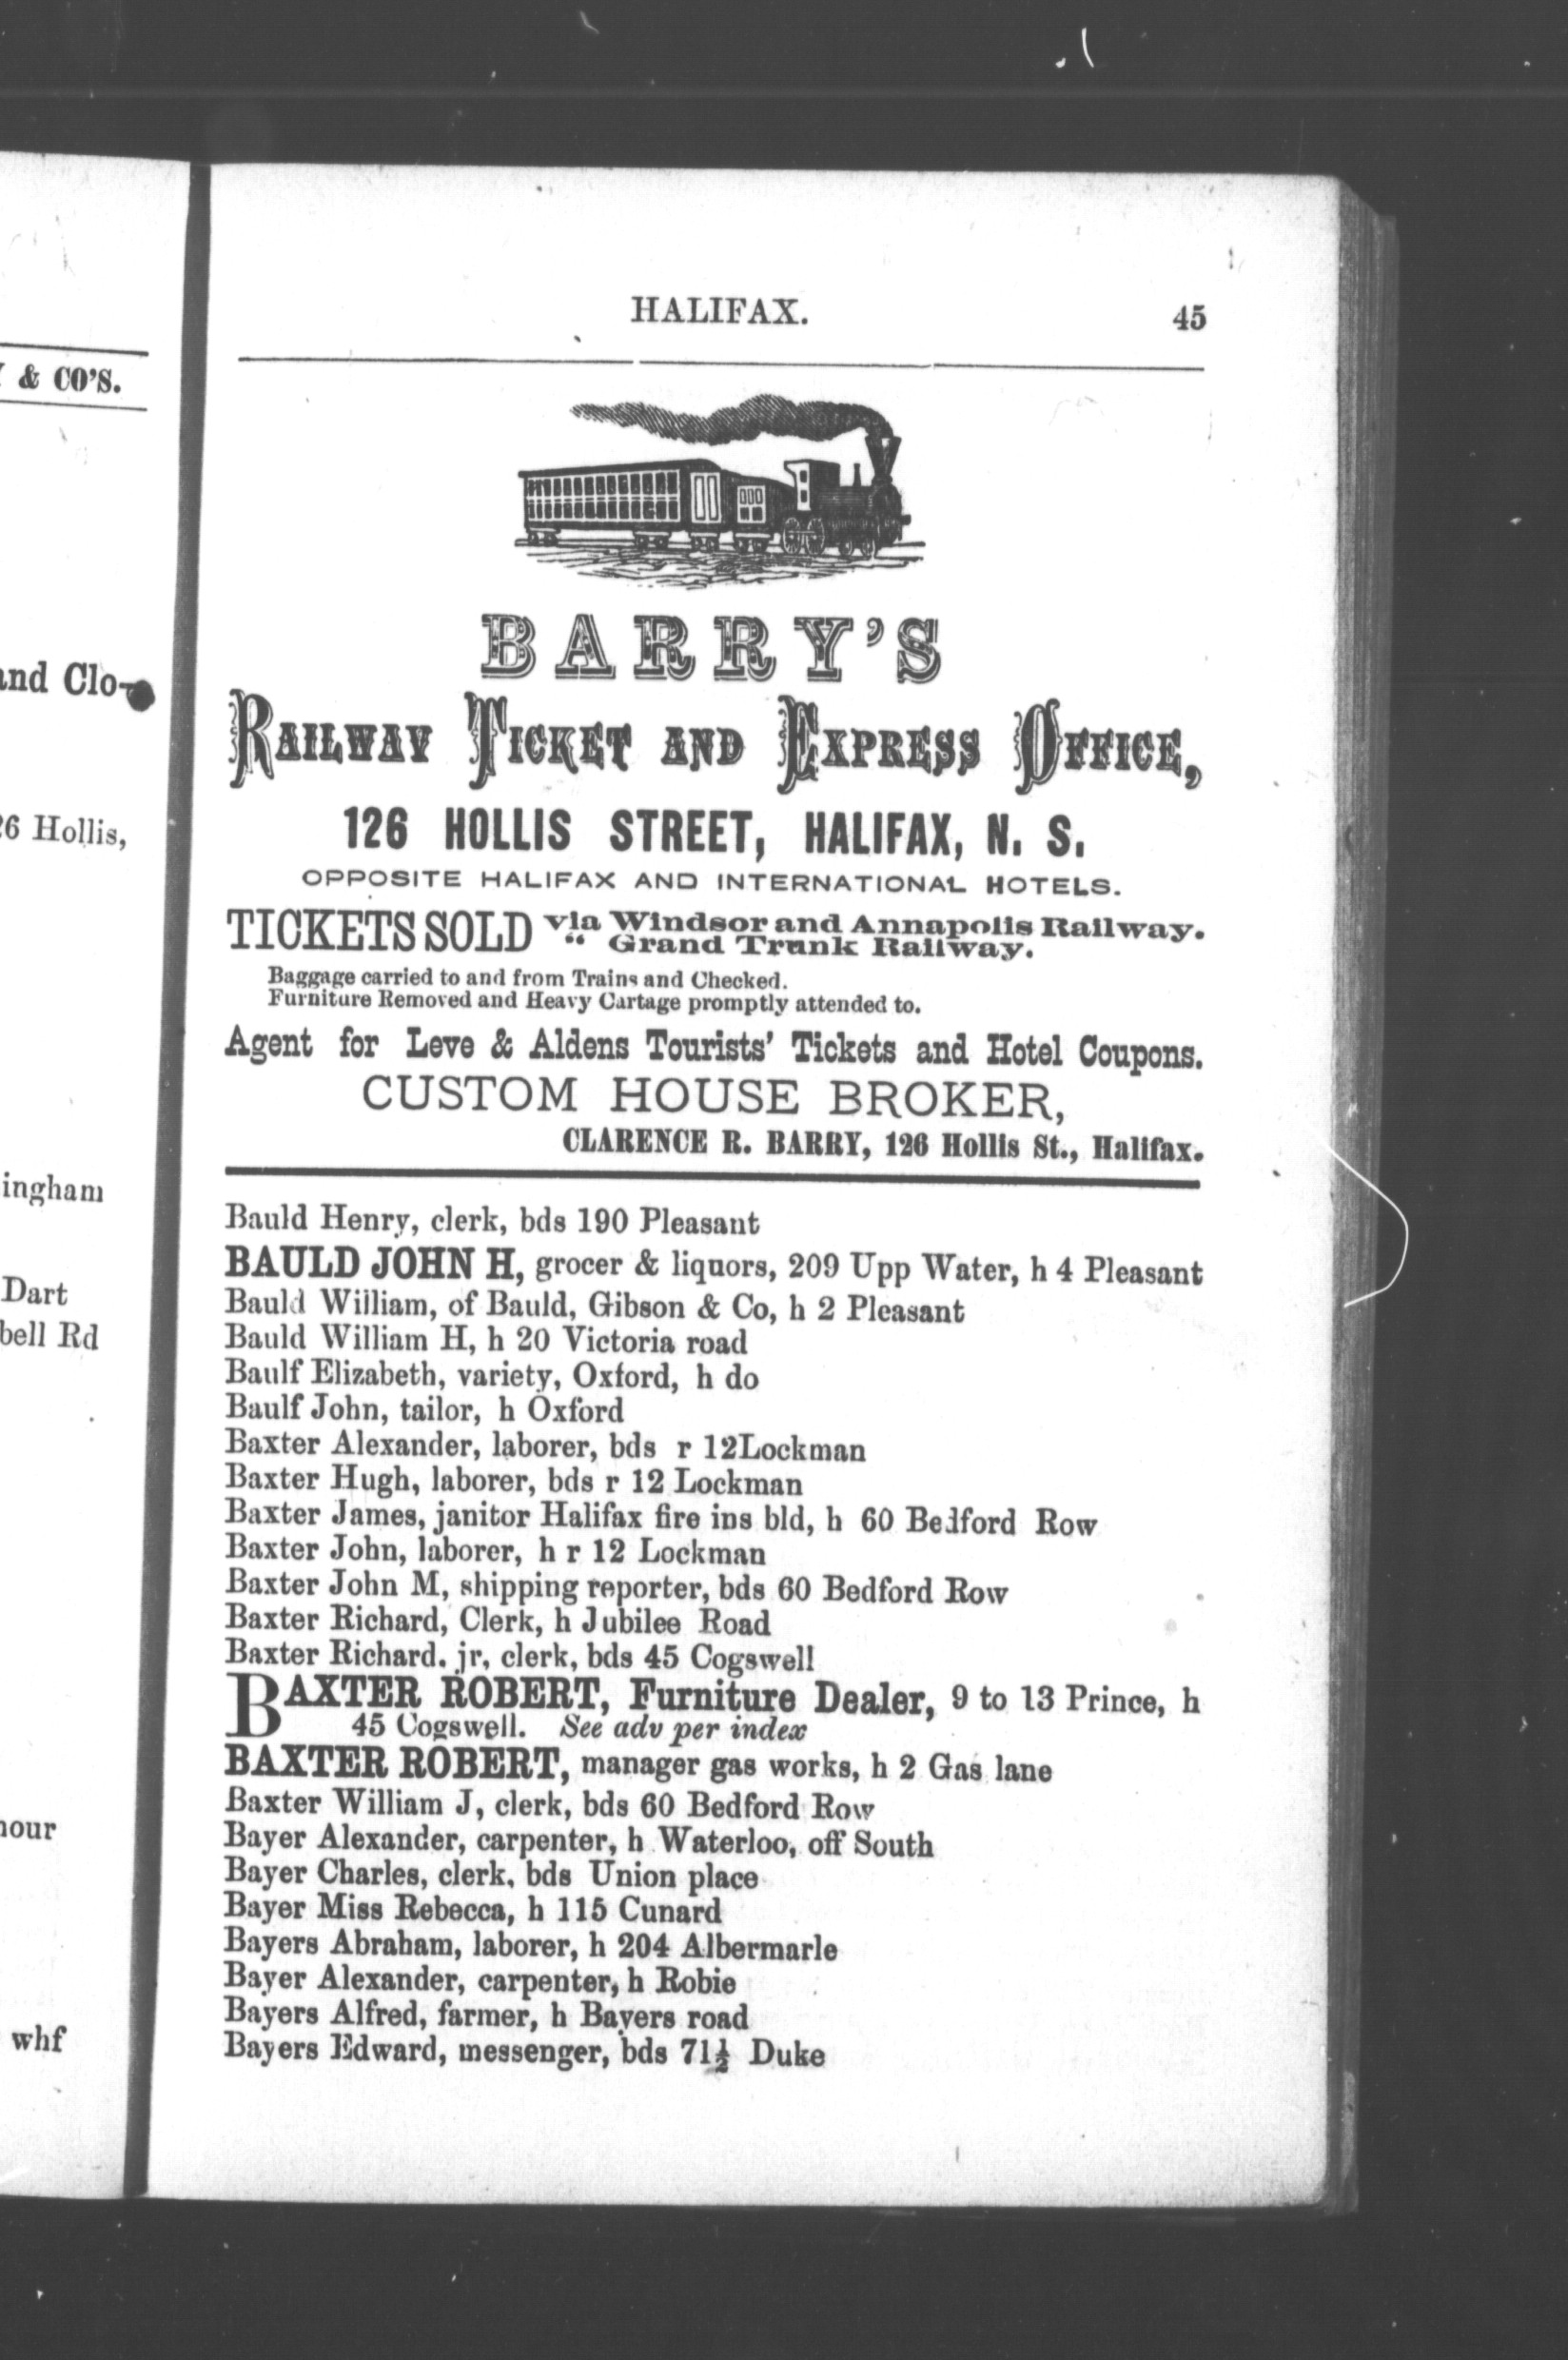 HALIFAX. 45
BARRY'S
RAILWAY TICKET AND EXPRESS OFFICE,
126 HOLLIS STREET, HALIFAX, N. S.
OPPOSITE HALIFAX AND INTERNATIONAL HOTELS.
TICKETS SOLD via Windsor and Annapolis Railway.
" Grand Trunk Railway.
Baggage carried to and from Trains and Checked.
Furniture Removed and Heavy Cartage promptly attended to.
Agent for Leve & Aldens Tourists' Tickets and Hotel Coupons.
CUSTOM HOUSE BROKER,
CLARENCE R. BARRY, 126 Hollis St., Halifax.
Bauld Henry, clerk, bds 190 Pleasant
BAULD JOHN H, grocer & liquors, 209 Upp Water, h 4 Pleasant
Bauld William, of Bauld, Gibson & Co, h 2 Pleasant
Bauld William H, h 20 Victoria road
Baulf Elizabeth, variety, Oxford, h do
Baulf John, tailor, h Oxford
Baxter Alexander, laborer, bds r 12Lockman
Baxter Hugh, laborer, bds r 12 Lockman
Baxter James, janitor Halifax fire ins bld, h 60 Bedford Row
Baxter John, laborer, h r 12 Lockman
Baxter John M, shipping reporter, bds 60 Bedford Row
Baxter Richard, Clerk, h Jubilee Road
Baxter Richard. jr, clerk, bds 45 Cogswell
BAXTER ROBERT, Furniture Dealer, 9 to 13 Prince, h
45 Cogswell. See adv per index
BAXTER ROBERT, manager gas works, h 2 Gas lane
Baxter William J, clerk, bds 60 Bedford Row
Bayer Alexander, carpenter, h Waterloo, off South
Bayer Charles, clerk, bds Union place
Bayer Miss Rebecca, h 115 Cunard
Bayers Abraham, laborer, h 204 Albermarle
Bayer Alexander, carpenter, h Robie
Bayers Alfred, farmer, h Bayers road
Bayers Edward, messenger, bds 71½ Duke
& CO'S.
and Clo-
26 Hollis,
ingham
Dart
bell Rd
whf